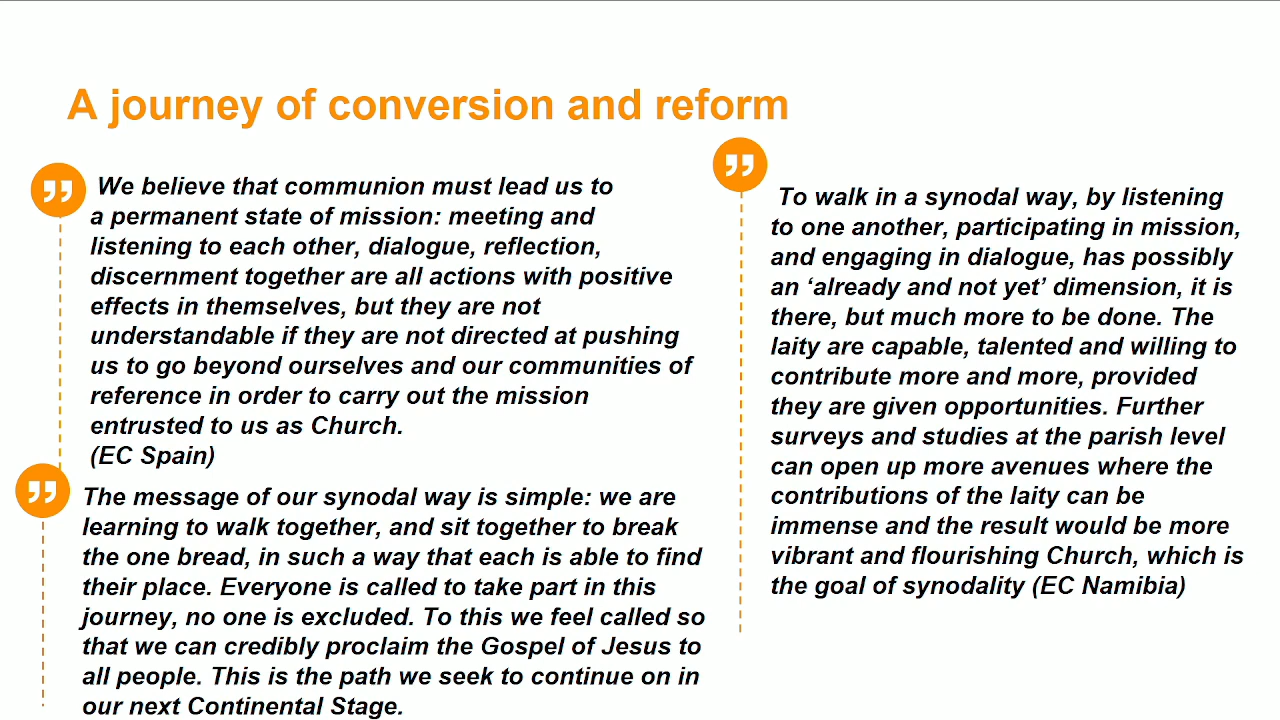 A journey of conversion and reform
We believe that communion must lead us to
a permanent state of mission: meeting and
listening to each other, dialogue, reflection,
discernment together are all actions with positive
effects in themselves, but they are not
understandable if they are not directed at pushing
us to go beyond ourselves and our communities of
reference in order to carry out the mission
entrusted to us as Church.
(EC Spain)
The message of our synodal way is simple: we are
learning to walk together, and sit together to break
the one bread, in such a way that each is able to find
their place. Everyone is called to take part in this
journey, no one is excluded. To this we feel called so
that we can credibly proclaim the Gospel of Jesus to
all people. This is the path we seek to continue on in
our next Continental Stage.
To walk in a synodal way, by listening
to one another, participating in mission,
and engaging in dialogue, has possibly
an ‘already and not yet’ dimension, it is
there, but much more to be done. The
laity are capable, talented and willing to
contribute more and more, provided
they are given opportunities. Further
surveys and studies at the parish level
can open up more avenues where the
contributions of the laity can be
immense and the result would be more
vibrant and flourishing Church, which is
the goal of synodality (EC Namibia)